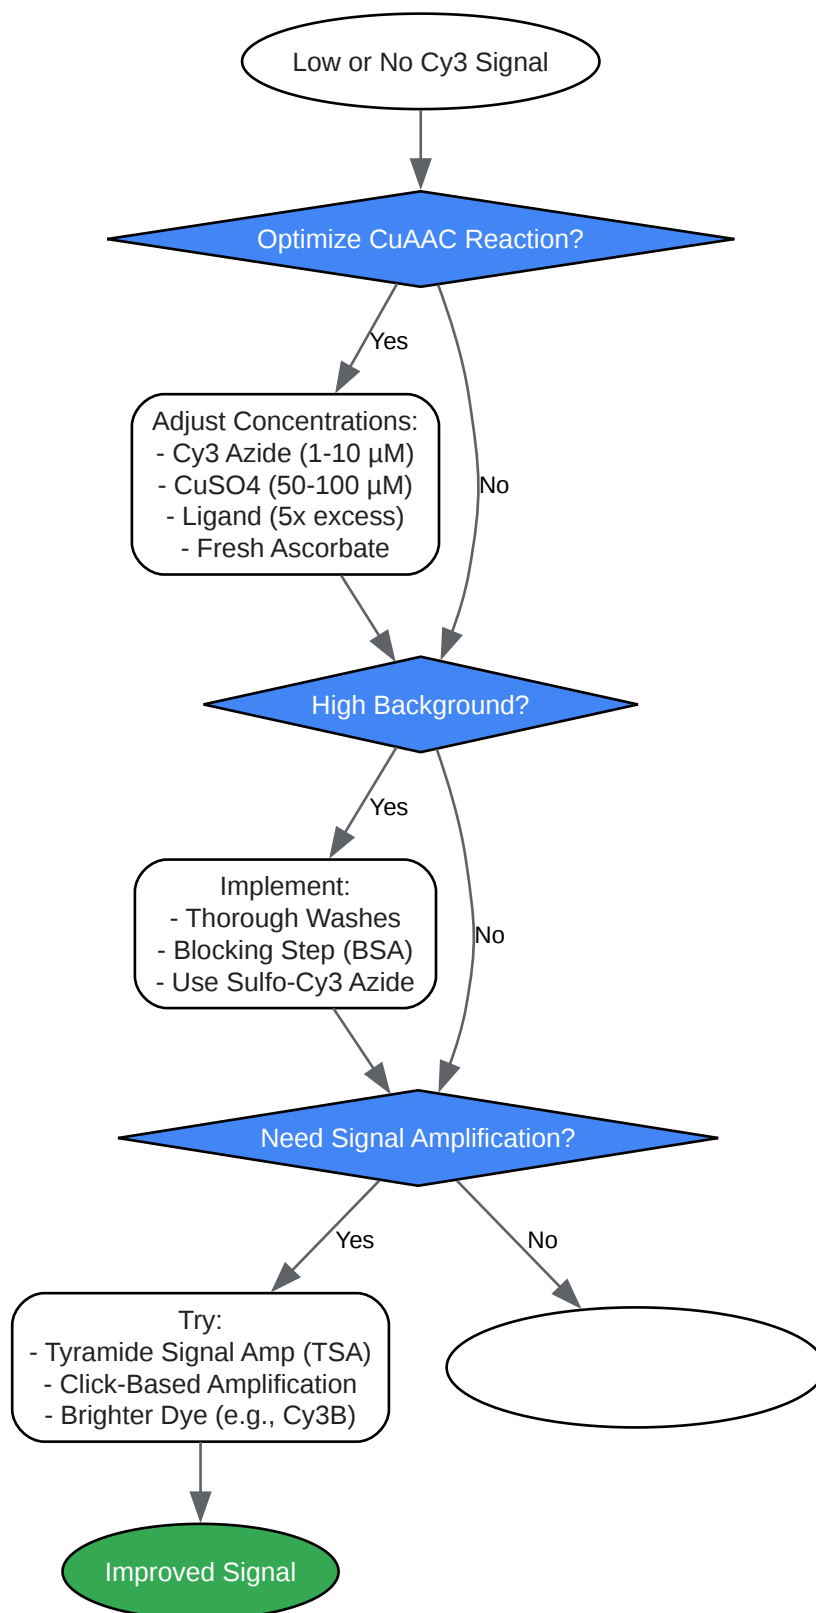 Low or No Cy3 Signal
Optimize CuAAC Reaction?
Yes
Adjust Concentrations:
- Cy3 Azide (1-10 µM)
- CuSO4 (50-100 µM)
- Ligand (5x excess)
- Fresh Ascorbate
No
High Background?
Yes
Implement:
- Thorough Washes
- Blocking Step (BSA)
- Use Sulfo-Cy3 Azide
No
Need Signal Amplification?
Yes
No
Try:
- Tyramide Signal Amp (TSA)
- Click-Based Amplification
- Brighter Dye (e.g., Cy3B)
Improved Signal